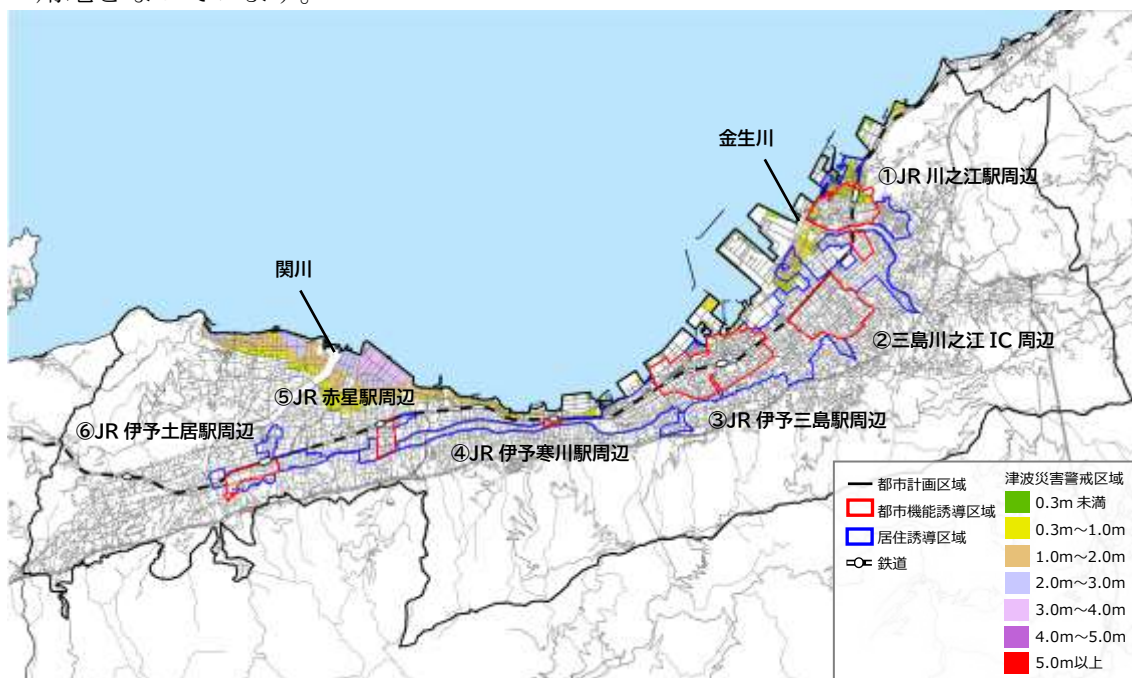 金生川
①JR 川之江駅周辺
関川
②三島川之江 IC 周辺
⑤JR 赤星駅周辺
③JR 伊予三島駅周辺
⑥JR 伊予土居駅周辺
④JR 伊予寒川駅周辺
都市計画区域
都市機能誘導区域
居住誘導区域
鉄道
津波災害警戒区域
0.3m 未満
0.3m～1.0m
1.0m～2.0m
2.0m～3.0m
3.0m～4.0m
4.0m～5.0m
5.0m以上